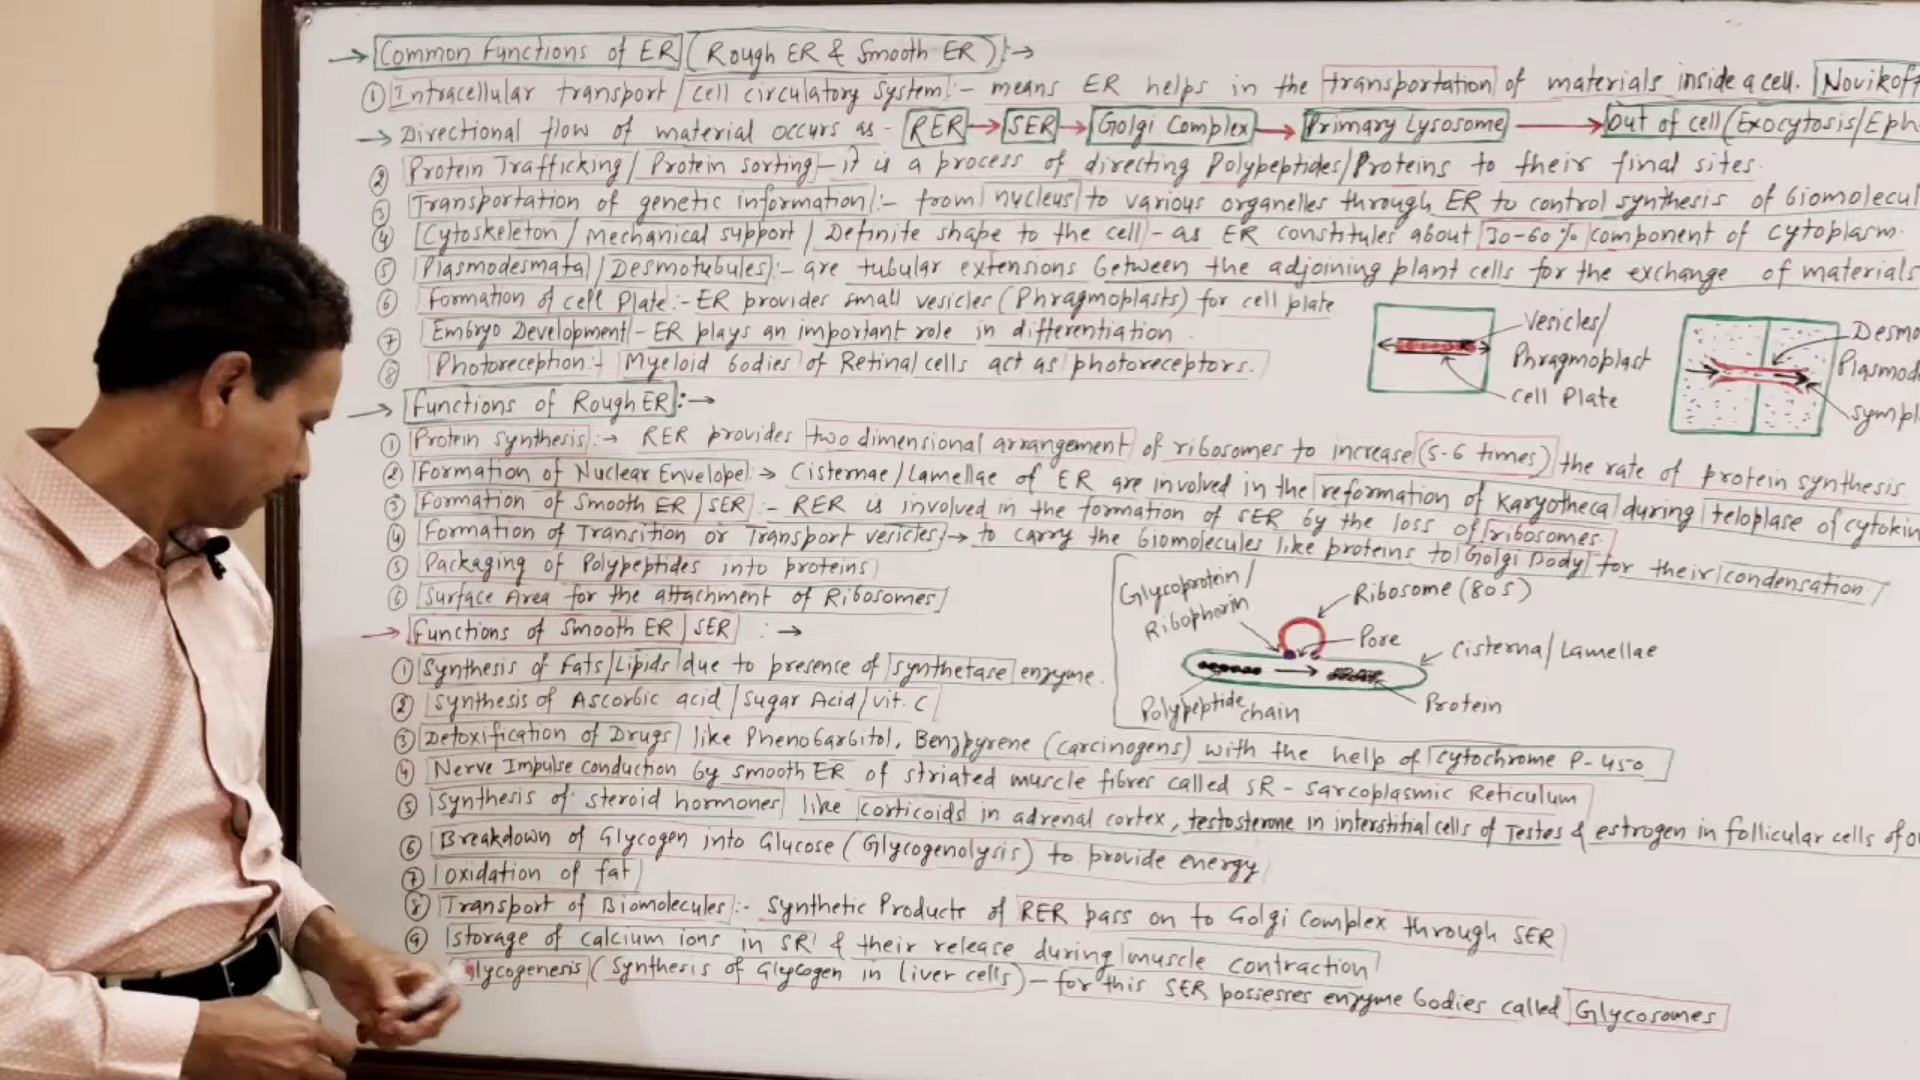 → Common Functions of ER (Rough ER & Smooth ER) :→
① Intracellular transport / cell circulatory system :- means ER helps in the transportation of materials inside a cell. Novikoff
→ Directional flow of material occurs as - RER → SER → Golgi Complex → Primary Lysosome → Out of cell (Exocytosis/Eph
② Protein Trafficking / Protein sorting - it is a process of directing Polypeptides/Proteins to their final sites.
③ Transportation of genetic information :- from nucleus to various organelles through ER to control synthesis of biomolecul
④ Cytoskeleton / Mechanical support / Definite shape to the cell - as ER constitutes about 30-60% component of cytoplasm.
⑤ Plasmodesmata / Desmotubules :- are tubular extensions between the adjoining plant cells for the exchange of materials
⑥ Formation of cell Plate :- ER provides small vesicles (Phragmoplasts) for cell plate
⑦ Embryo Development - ER plays an important role in differentiation
⑧ Photoreception :- Myeloid bodies of Retinal cells act as photoreceptors.
Vesicles/
Phragmoplast
cell Plate
Desmo
Plasmod
sympl
→ Functions of Rough ER :→
① Protein synthesis :→ RER provides two dimensional arrangement of ribosomes to increase (5-6 times) the rate of protein synthesis
② Formation of Nuclear Envelope :→ Cisternae/Lamellae of ER are involved in the reformation of Karyotheca during teloplase of cytokin
③ Formation of Smooth ER / SER :- RER is involved in the formation of SER by the loss of ribosomes.
④ Formation of Transition or Transport vesicles → to carry the biomolecules like proteins to Golgi Body for their condensation
⑤ Packaging of Polypeptides into proteins
⑥ Surface Area for the attachment of Ribosomes
Glycoprotein /
Ribophorin
Ribosome (80s)
Pore
Cisterna/Lamellae
Polypeptide chain
Protein
→ Functions of Smooth ER / SER :→
① Synthesis of Fats/Lipids due to presence of synthetase enzyme.
② Synthesis of Ascorbic acid / Sugar Acid / vit. C
③ Detoxification of Drugs like Phenobarbitol, Benzpyrene (carcinogens) with the help of cytochrome P-450
④ Nerve Impulse conduction by smooth ER of striated muscle fibres called SR - Sarcoplasmic Reticulum
⑤ Synthesis of steroid hormones like corticoids in adrenal cortex, testosterone in interstitial cells of Testes & estrogen in follicular cells of o
⑥ Breakdown of Glycogen into Glucose (Glycogenolysis) to provide energy
⑦ Oxidation of fat
⑧ Transport of Biomolecules :- Synthetic Products of RER pass on to Golgi Complex through SER
⑨ storage of calcium ions in SR & their release during muscle contraction
Glycogenesis (Synthesis of Glycogen in liver cells) - for this SER possesses enzyme bodies called Glycosomes